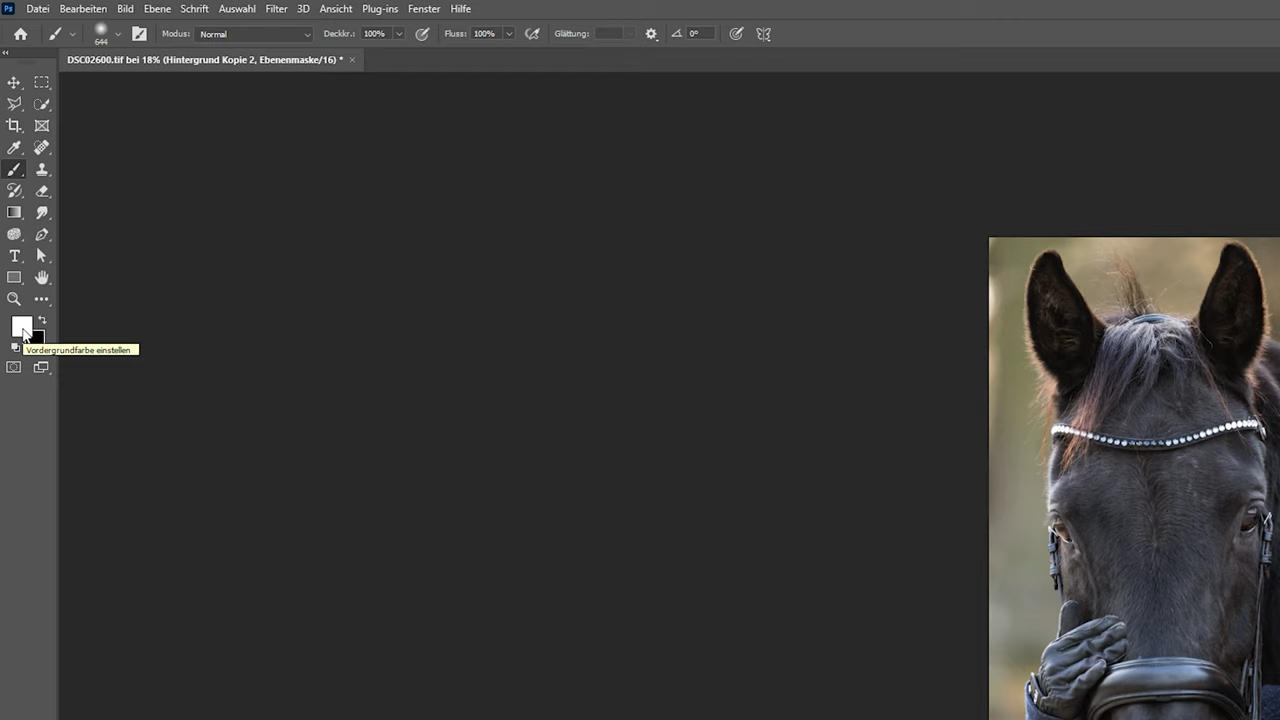 Ps Datei Bearbeiten Bild Ebene Schrift Auswahl Filter 3D Ansicht Plug-ins Fenster Hilfe
644 Modus: Normal Deckkr.: 100% Fluss: 100% Glättung: 0°
DSC02600.tif bei 18% (Hintergrund Kopie 2, Ebenenmaske/16) * ×
T
Vordergrundfarbe einstellen